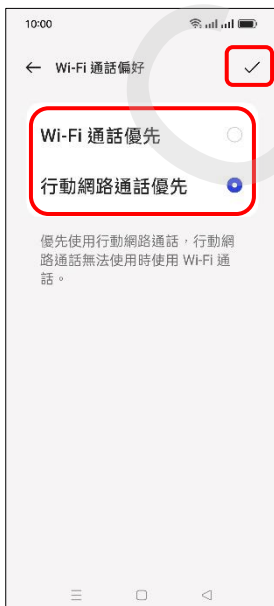 10:00
Wi-Fi 通話偏好
Wi-Fi 通話優先
行動網路通話優先
優先使用行動網路通話，行動網
路通話無法使用時使用 Wi-Fi 通
話。